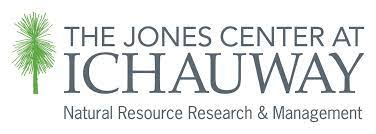 THE JONES CENTER AT
ICHAUWAY
Natural Resource Research & Management